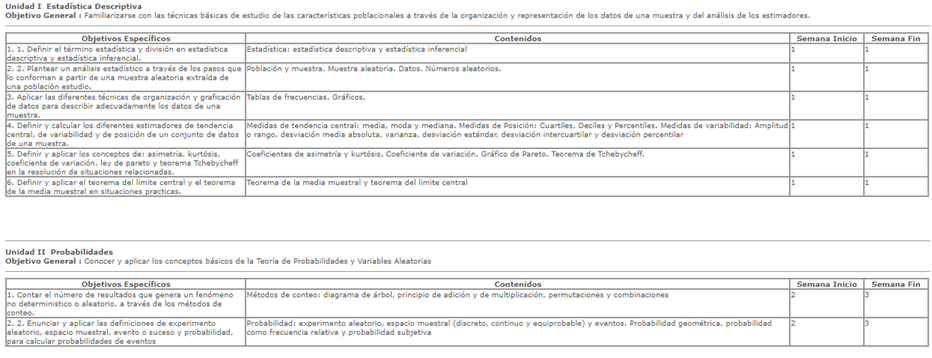 Unidad I  Estadística Descriptiva
Objetivo General : Familiarizarse con las técnicas básicas de estudio de las características poblacionales a través de la organización y representación de los datos de una muestra y del análisis de los estimadores.
Objetivos Específicos Contenidos Semana Inicio Semana Fin
1. 1. Definir el término estadística y división en estadística
descriptiva y estadística inferencial.
Estadística: estadística descriptiva y estadística inferencial
1 1
2. 2. Plantear un análisis estadístico a través de los pasos que
lo conforman a partir de una muestra aleatoria extraída de
una población estudio.
Población y muestra. Muestra aleatoria. Datos. Números aleatorios.
1 1
3. Aplicar las diferentes técnicas de organización y graficación
de datos para describir adecuadamente los datos de una
muestra.
Tablas de frecuencias. Gráficos.
1 1
4. Definir y calcular los diferentes estimadores de tendencia
central, de variabilidad y de posición de un conjunto de datos
de una muestra.
Medidas de tendencia central: media, moda y mediana. Medidas de Posición: Cuartiles, Deciles y Percentiles. Medidas de variabilidad: Amplitud
o rango, desviación media absoluta, varianza, desviación estándar, desviación intercuartilar y desviación percentilar
1 1
5. Definir y aplicar los conceptos de: asimetría, kurtósis,
coeficiente de variación, ley de pareto y teorema Tchebycheff
en la resolución de situaciones relacionadas.
Coeficientes de asimetría y kurtósis. Coeficiente de variación. Gráfico de Pareto. Teorema de Tchebycheff.
1 1
6. Definir y aplicar el teorema del límite central y el teorema
de la media muestral en situaciones practicas.
Teorema de la media muestral y teorema del límite central
1 1
Unidad II  Probabilidades
Objetivo General : Conocer y aplicar los conceptos básicos de la Teoría de Probabilidades y Variables Aleatorias
Objetivos Específicos Contenidos Semana Inicio Semana Fin
1. Contar el número de resultados que genera un fenómeno
no deterministico o aleatorio, a través de los métodos de
conteo.
Métodos de conteo: diagrama de árbol, principio de adición y de multiplicación, permutaciones y combinaciones
2 3
2. 2. Enunciar y aplicar las definiciones de experimento
aleatorio, espacio muestral, evento o suceso y probabilidad,
para calcular probabilidades de eventos
Probabilidad: experimento aleatorio, espacio muestral (discreto, continuo y equiprobable) y eventos. Probabilidad geométrica, probabilidad
como frecuencia relativa y probabilidad subjetiva
2 3